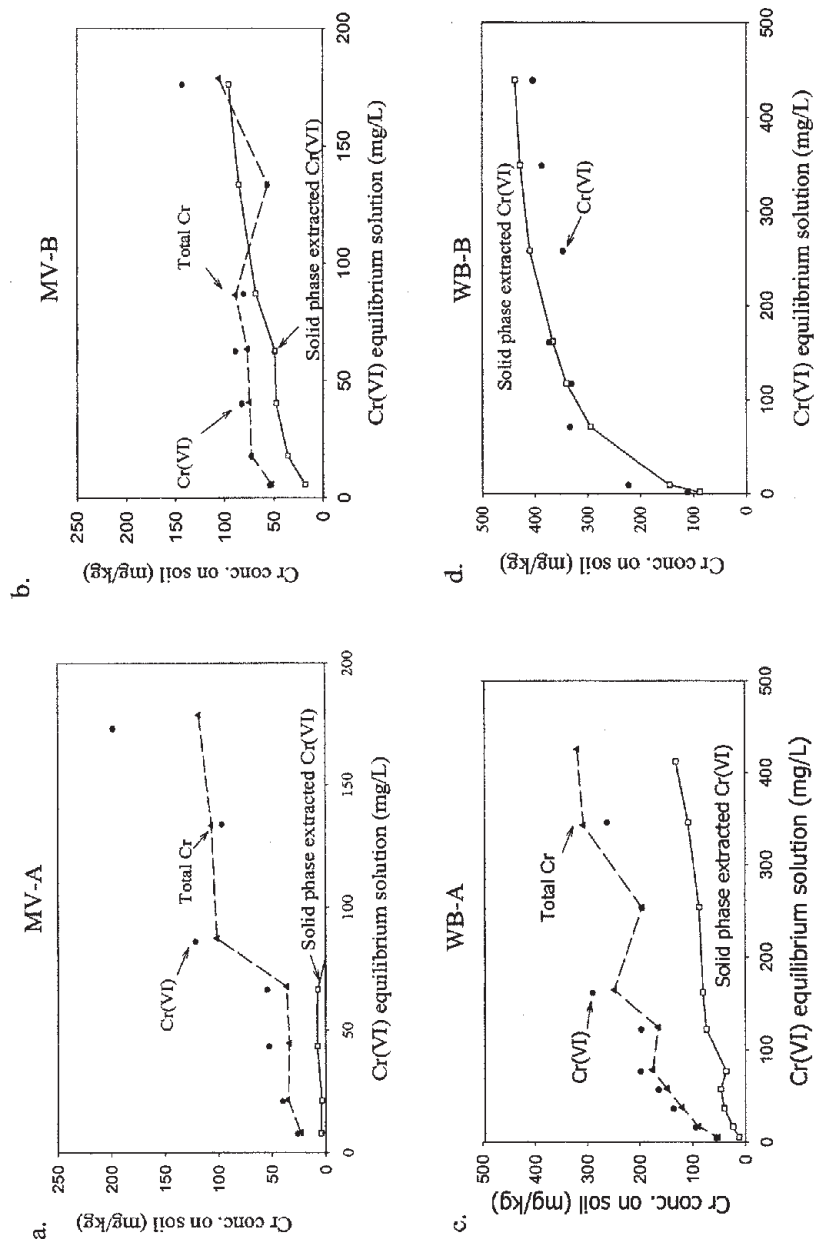 a.
MV-A
250
200
150
100
50
0
Cr conc. on soil (mg/kg)
Cr(VI)
Total Cr
Solid phase extracted Cr(VI)
0
50
100
150
200
Cr(VI) equilibrium solution (mg/L)
b.
MV-B
250
200
150
100
50
0
Cr conc. on soil (mg/kg)
Cr(VI)
Total Cr
Solid phase extracted Cr(VI)
0
50
100
150
200
Cr(VI) equilibrium solution (mg/L)
c.
WB-A
500
400
300
200
100
0
Cr conc. on soil (mg/kg)
Cr(VI)
Total Cr
Solid phase extracted Cr(VI)
0
100
200
300
400
500
Cr(VI) equilibrium solution (mg/L)
d.
WB-B
500
400
300
200
100
0
Cr conc. on soil (mg/kg)
Solid phase extracted Cr(VI)
Cr(VI)
0
100
200
300
400
500
Cr(VI) equilibrium solution (mg/L)